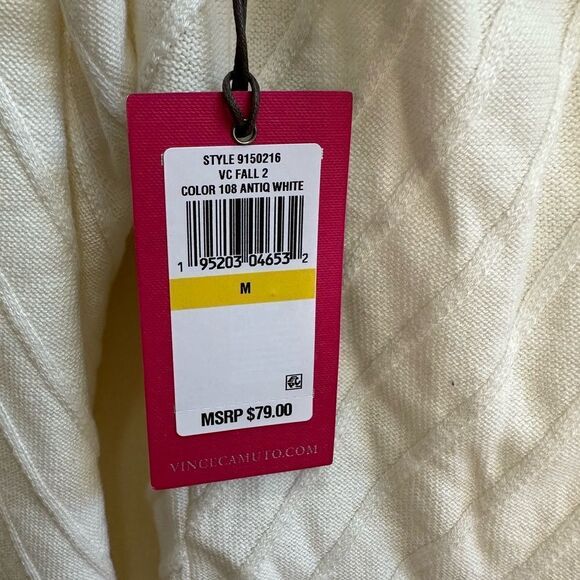 STYLE 9150216
VC FALL 2
COLOR 108 ANTIQ WHITE
1 95203 04653 2
M
MSRP $79.00
VINCECAMUTO.COM